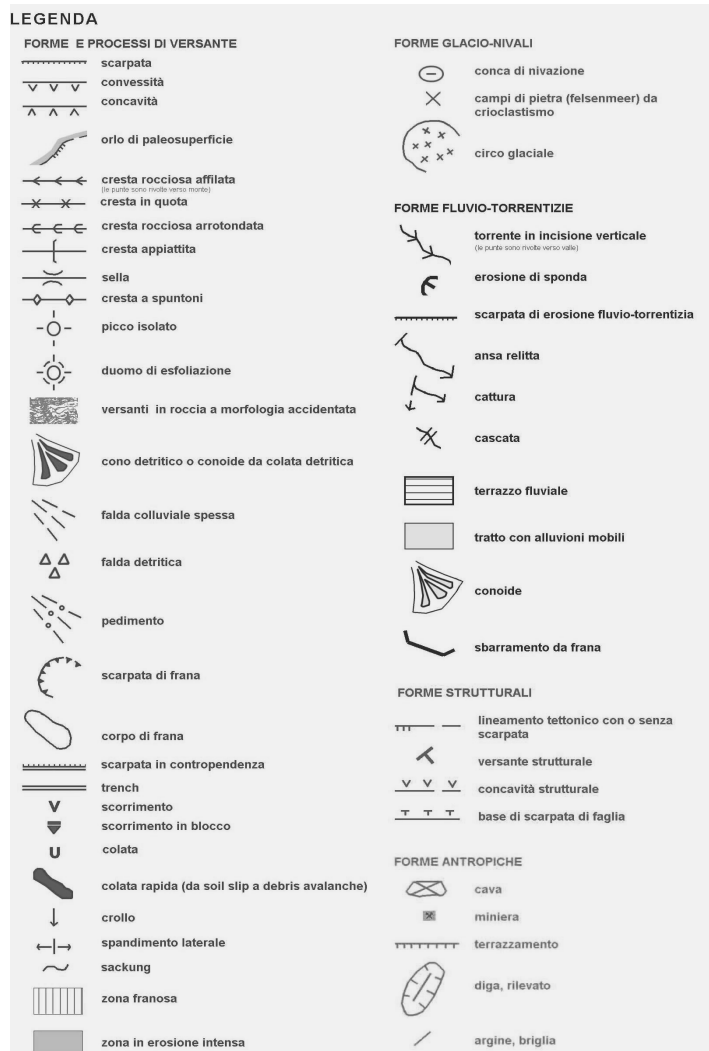 LEGENDA
FORME E PROCESSI DI VERSANTE
scarpata
convessità
concavità
orlo di paleosuperficie
cresta rocciosa affilata
(le punte sono rivolte verso monte)
cresta in quota
cresta rocciosa arrotondata
cresta appiattita
sella
cresta a spuntoni
picco isolato
duomo di esfoliazione
versanti in roccia a morfologia accidentata
cono detritico o conoide da colata detritica
falda colluviale spessa
falda detritica
pedimento
scarpata di frana
corpo di frana
scarpata in contropendenza
trench
scorrimento
scorrimento in blocco
colata
colata rapida (da soil slip a debris avalanche)
crollo
spandimento laterale
sackung
zona franosa
zona in erosione intensa
FORME GLACIO-NIVALI
conca di nivazione
campi di pietra (felsenmeer) da
crioclastismo
circo glaciale
FORME FLUVIO-TORRENTIZIE
torrente in incisione verticale
(le punte sono rivolte verso valle)
erosione di sponda
scarpata di erosione fluvio-torrentizia
ansa relitta
cattura
cascata
terrazzo fluviale
tratto con alluvioni mobili
conoide
sbarramento da frana
FORME STRUTTURALI
lineamento tettonico con o senza
scarpata
versante strutturale
concavità strutturale
base di scarpata di faglia
FORME ANTROPICHE
cava
miniera
terrazzamento
diga, rilevato
argine, briglia